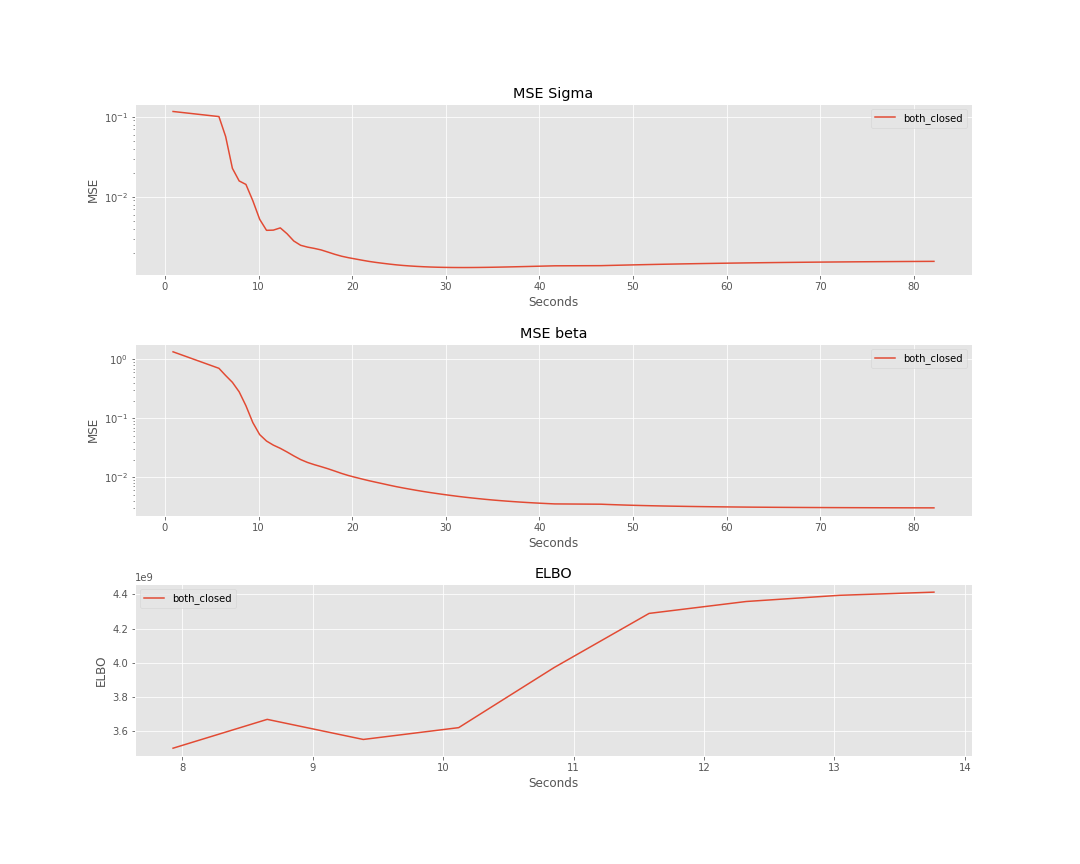 MSE Sigma
10⁻¹
10⁻²
MSE
both_closed
0 10 20 30 40 50 60 70 80
Seconds
MSE beta
10⁰
10⁻¹
10⁻²
MSE
both_closed
0 10 20 30 40 50 60 70 80
Seconds
ELBO
1e9
4.4
4.2
4.0
3.8
3.6
ELBO
both_closed
8 9 10 11 12 13 14
Seconds